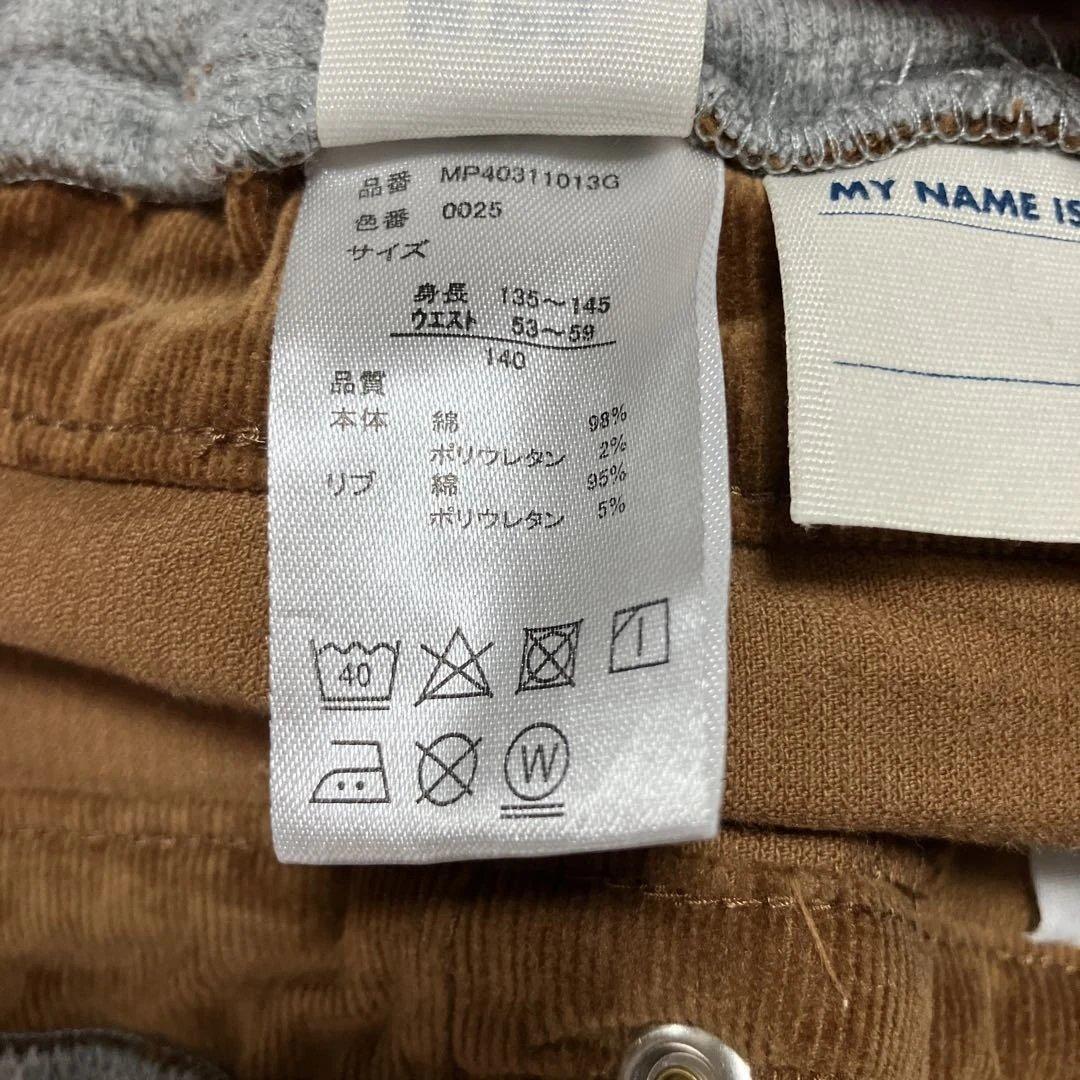 品番 MP40311013G
色番 0025
サイズ
身長 135~145
ウエスト 53~59
140
品質
本体 綿 98%
ポリウレタン 2%
リブ 綿 95%
ポリウレタン 5%
40
W
MY NAME IS